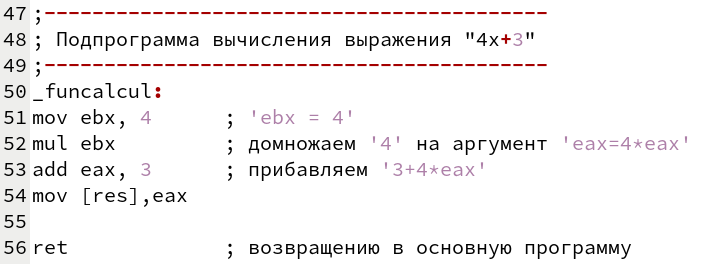 47 ;------------------------------------------
48 ; Подпрограмма вычисления выражения "4x+3"
49 ;------------------------------------------
50 _funcalcul:
51 mov ebx, 4      ; 'ebx = 4'
52 mul ebx         ; домножаем '4' на аргумент 'eax=4*eax'
53 add eax, 3      ; прибавляем '3+4*eax'
54 mov [res],eax
55
56 ret             ; возвращению в основную программу